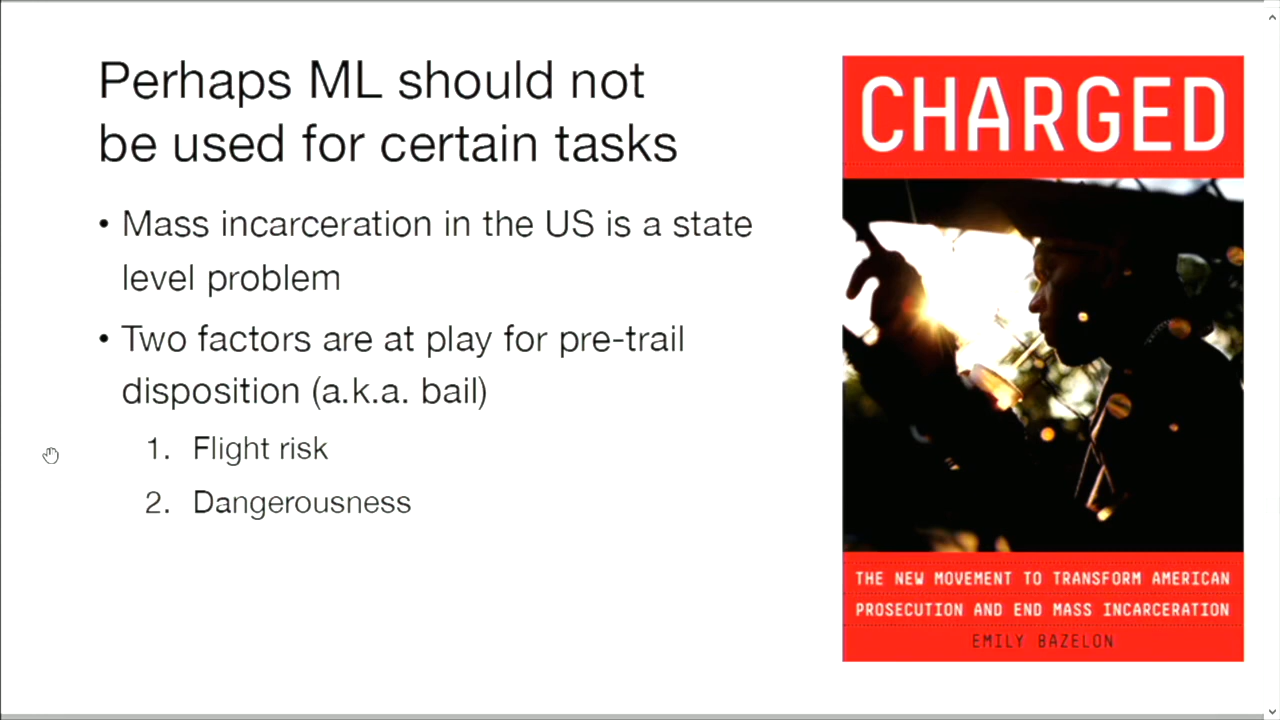 Perhaps ML should not
be used for certain tasks
• Mass incarceration in the US is a state
level problem
• Two factors are at play for pre-trail
disposition (a.k.a. bail)
1. Flight risk
2. Dangerousness
CHARGED
THE NEW MOVEMENT TO TRANSFORM AMERICAN
PROSECUTION AND END MASS INCARCERATION
EMILY BAZELON